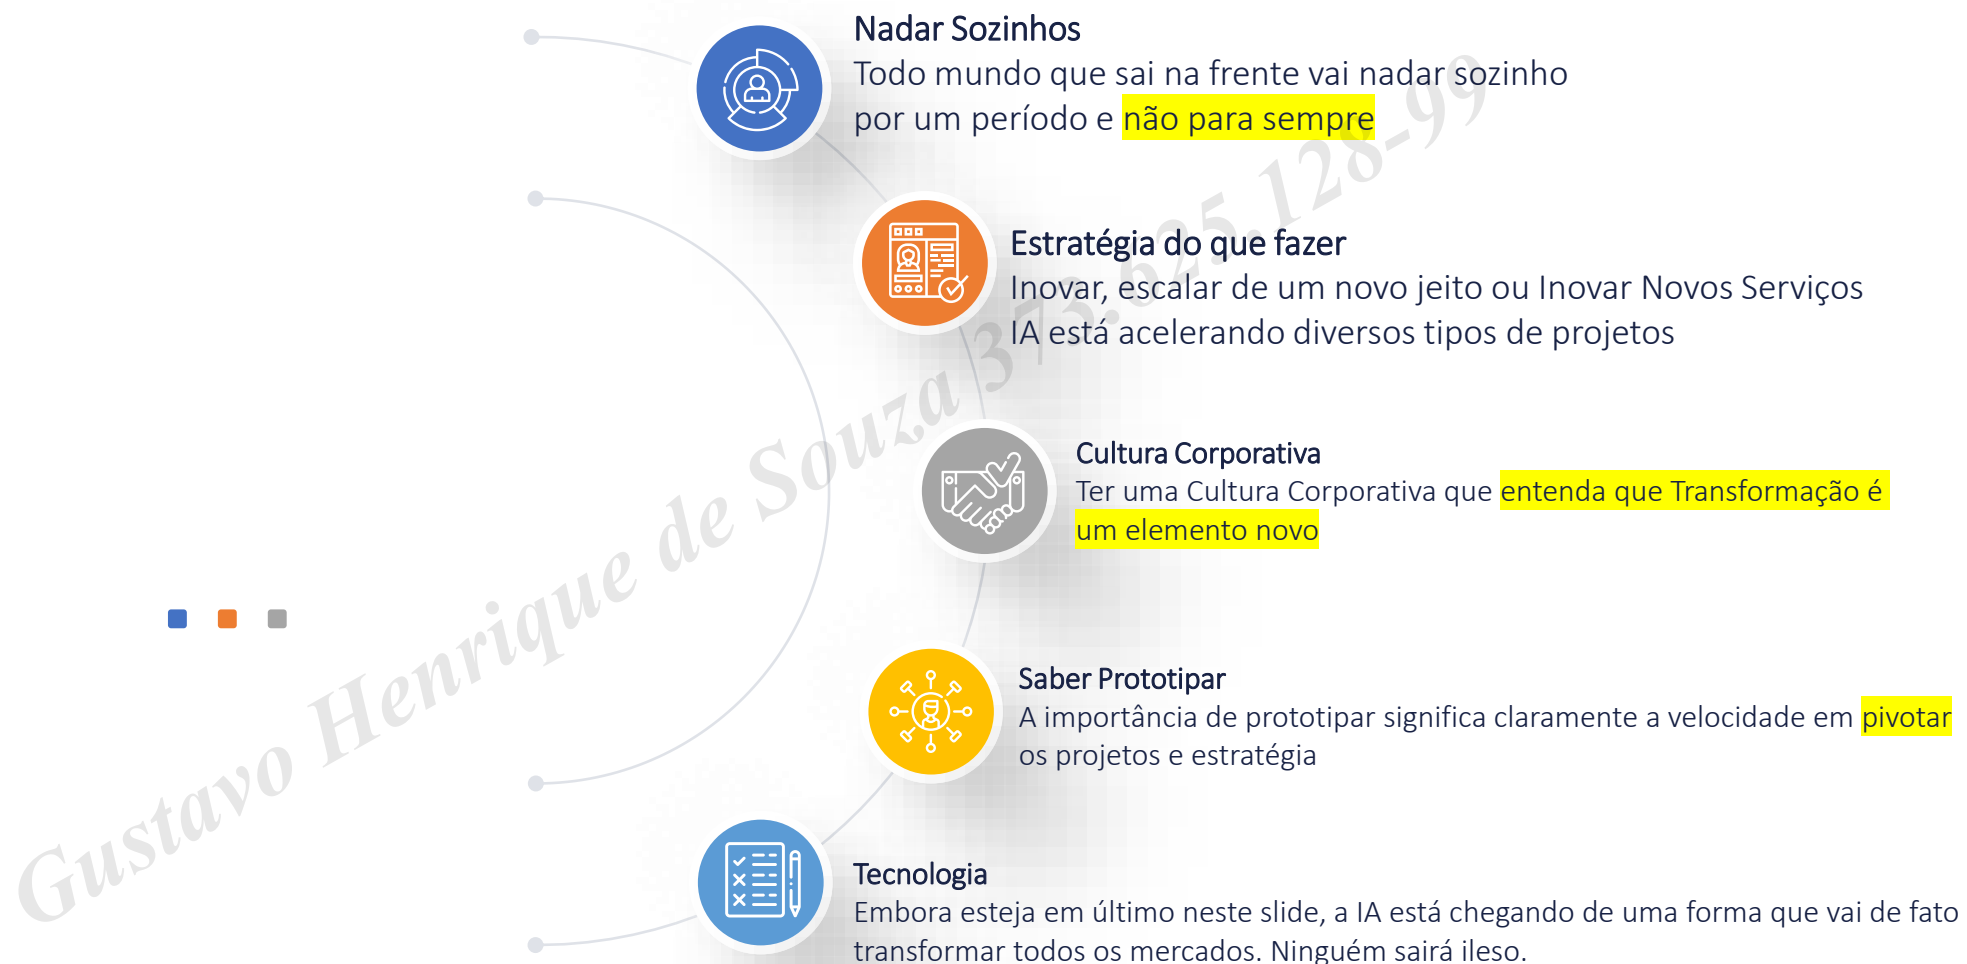 Nadar Sozinhos
Todo mundo que sai na frente vai nadar sozinho
por um período e não para sempre
Estratégia do que fazer
Inovar, escalar de um novo jeito ou Inovar Novos Serviços
IA está acelerando diversos tipos de projetos
Cultura Corporativa
Ter uma Cultura Corporativa que entenda que Transformação é
um elemento novo
Saber Prototipar
A importância de prototipar significa claramente a velocidade em pivotar
os projetos e estratégia
Tecnologia
Embora esteja em último neste slide, a IA está chegando de uma forma que vai de fato
transformar todos os mercados. Ninguém sairá ileso.
Gustavo Henrique de Souza 373.625.128-99